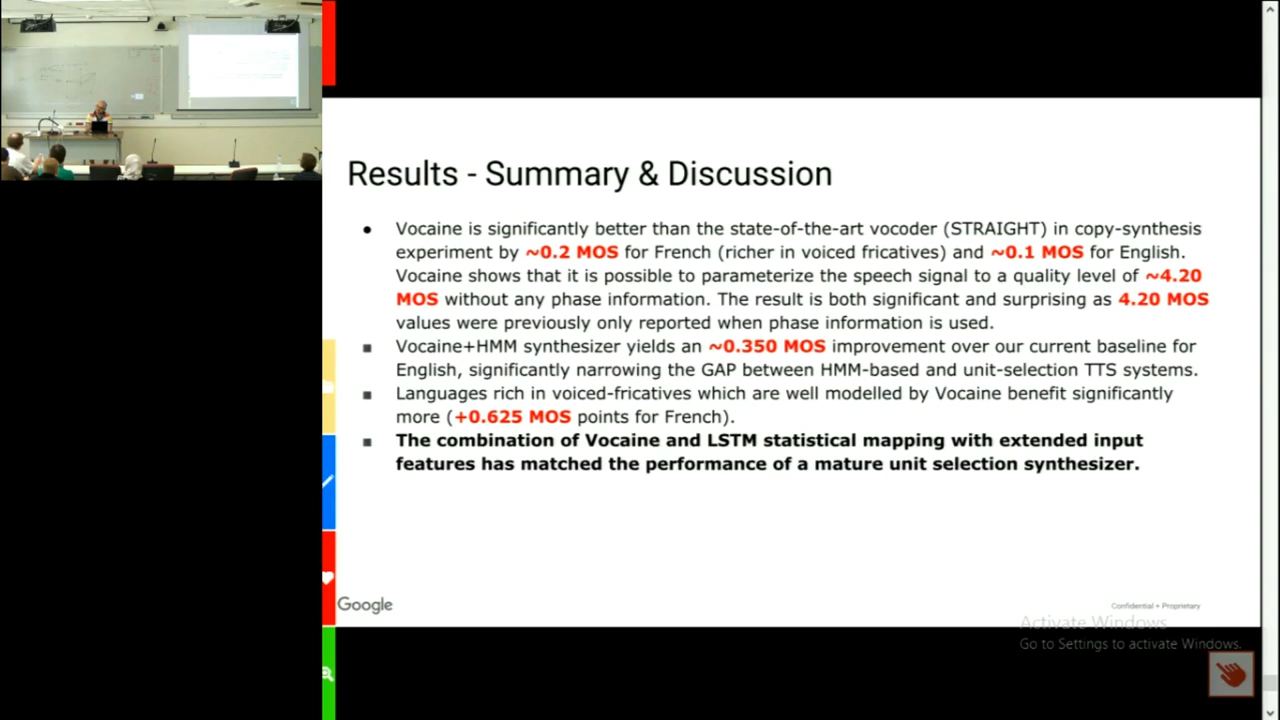 Results - Summary & Discussion
● Vocaine is significantly better than the state-of-the-art vocoder (STRAIGHT) in copy-synthesis
experiment by ~0.2 MOS for French (richer in voiced fricatives) and ~0.1 MOS for English.
Vocaine shows that it is possible to parameterize the speech signal to a quality level of ~4.20
MOS without any phase information. The result is both significant and surprising as 4.20 MOS
values were previously only reported when phase information is used.
■ Vocaine+HMM synthesizer yields an ~0.350 MOS improvement over our current baseline for
English, significantly narrowing the GAP between HMM-based and unit-selection TTS systems.
■ Languages rich in voiced-fricatives which are well modelled by Vocaine benefit significantly
more (+0.625 MOS points for French).
■ The combination of Vocaine and LSTM statistical mapping with extended input
features has matched the performance of a mature unit selection synthesizer.
Google
Confidential + Proprietary
Activate Windows
Go to Settings to activate Windows.